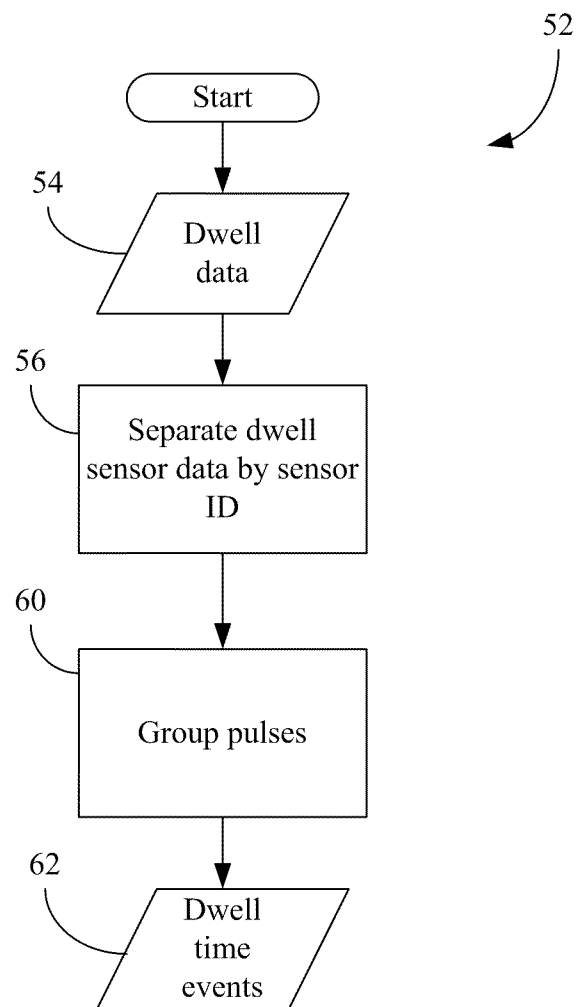 52
Start
54
Dwell
data
56
Separate dwell
sensor data by sensor
ID
60
Group pulses
62
Dwell
time
events